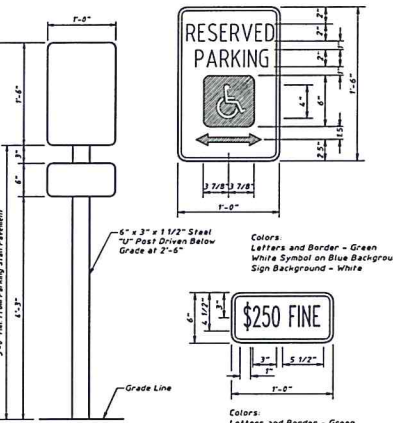 1'-0"
1'-6"
3"
6"
6'-3"
6" x 3" x 1 1/2" Steel
"U" Post Driven Below
Grade at 2'-6"
Grade Line
RESERVED
PARKING
2"
2"
1"
2"
1"
4"
6"
1.5
2.5"
1'-6"
3 7/8" 3 7/8"
1'-0"
Colors:
Letters and Border - Green
White Symbol on Blue Backgrou
Sign Background - White
$250 FINE
6"
4 1/2"
3"
3"
5 1/2"
1"
1'-0"
Colors:
Letters and Border - Green